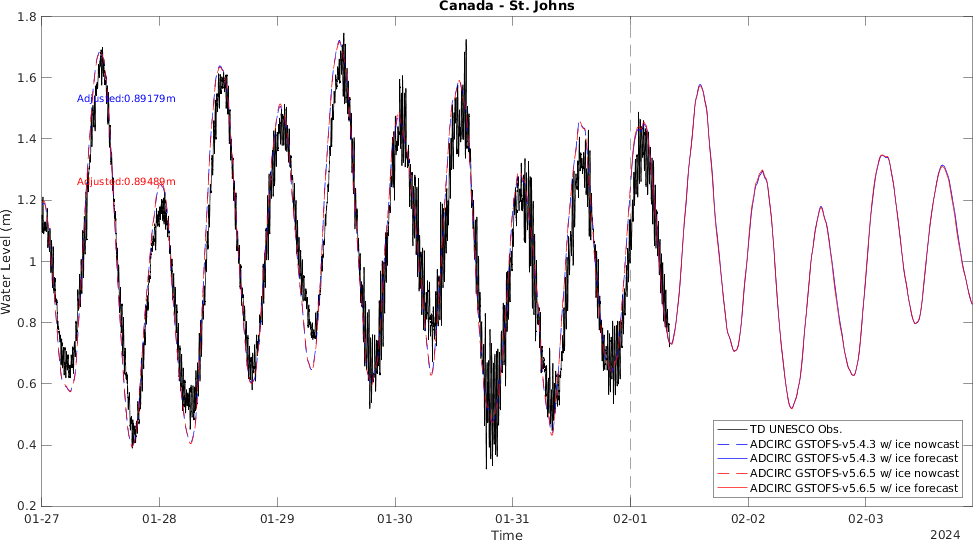 Canada - St. Johns
1.8
1.6
1.4
1.2
1
0.8
0.6
0.4
0.2
Water Level (m)
Adjusted:0.89179m
Adjusted:0.89489m
TD UNESCO Obs.
ADCIRC GSTOFS-v5.4.3 w/ ice nowcast
ADCIRC GSTOFS-v5.4.3 w/ ice forecast
ADCIRC GSTOFS-v5.6.5 w/ ice nowcast
ADCIRC GSTOFS-v5.6.5 w/ ice forecast
01-27 01-28 01-29 01-30 01-31 02-01 02-02 02-03
Time
2024